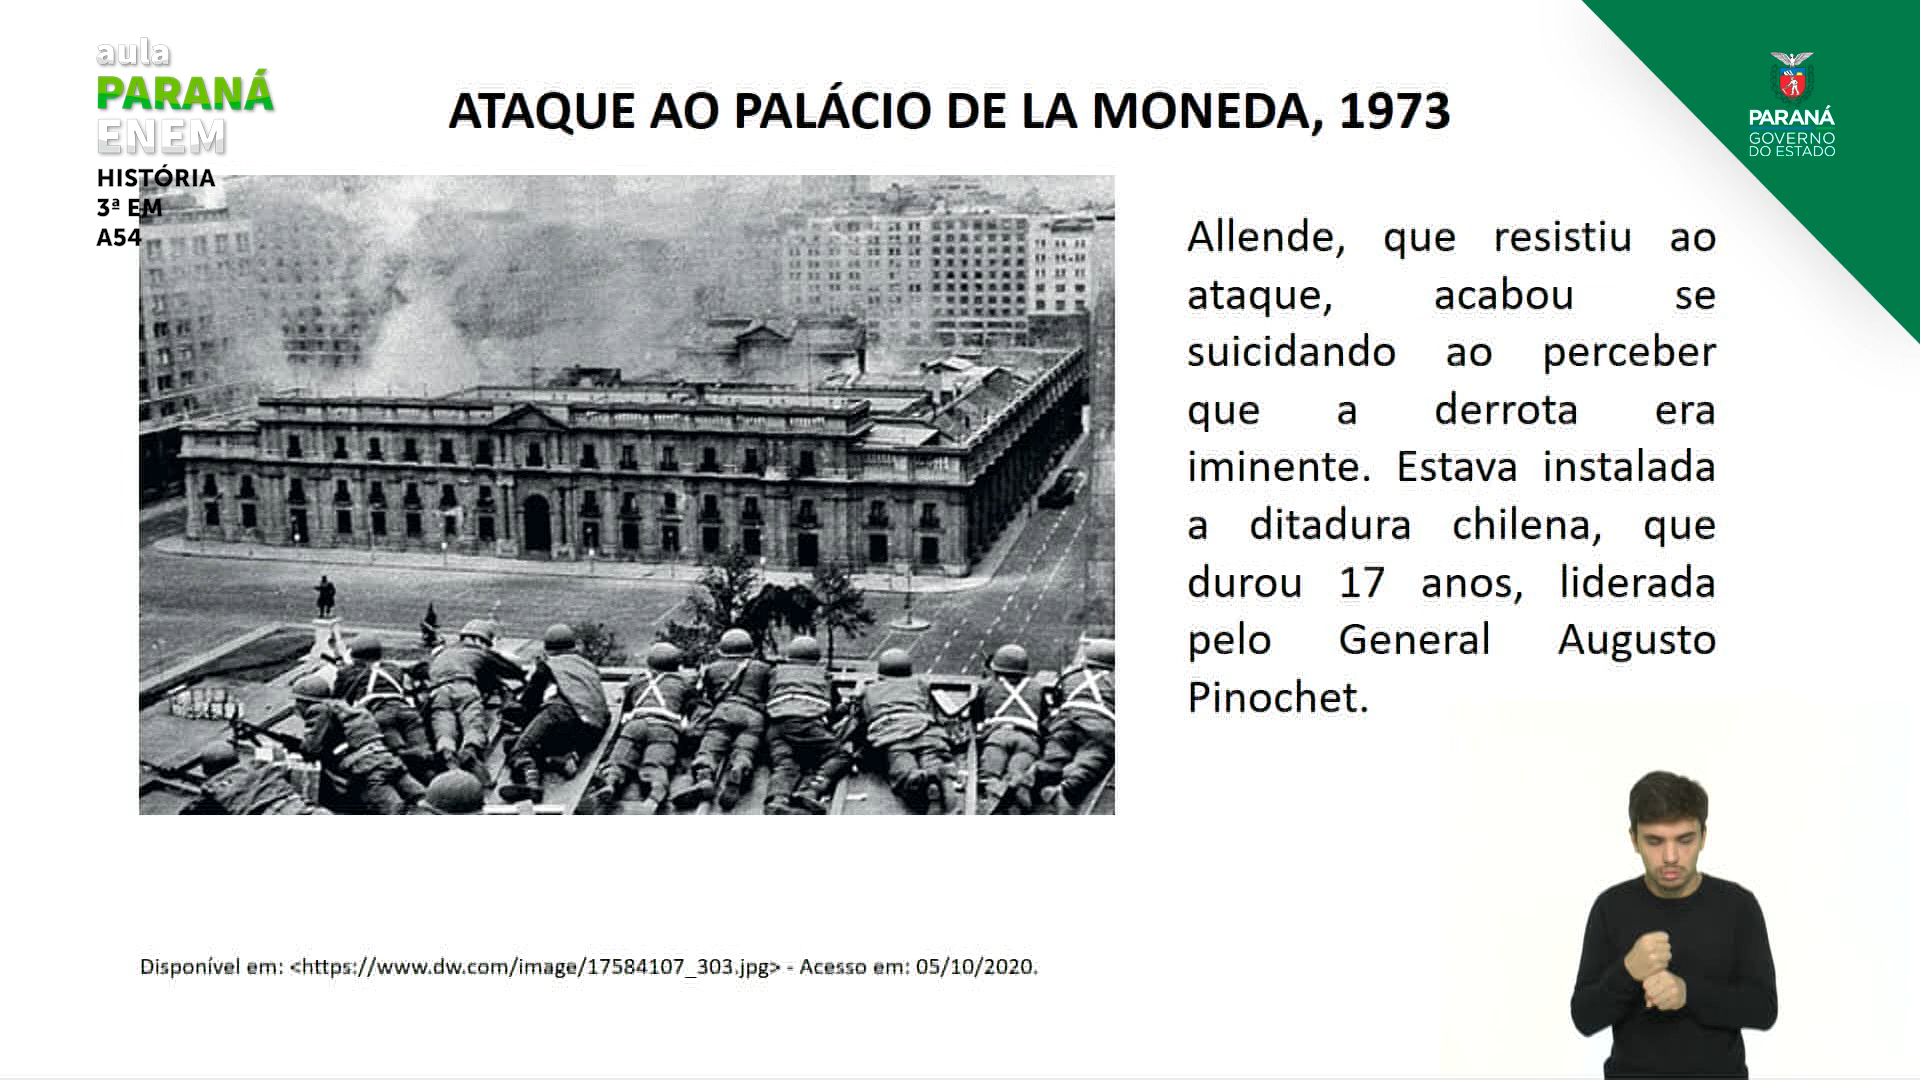 aula
PARANÁ
ENEM
HISTÓRIA
3ª EM
A54
ATAQUE AO PALÁCIO DE LA MONEDA, 1973
PARANÁ
GOVERNO
DO ESTADO
Allende, que resistiu ao
ataque, acabou se
suicidando ao perceber
que a derrota era
iminente. Estava instalada
a ditadura chilena, que
durou 17 anos, liderada
pelo General Augusto
Pinochet.
Disponível em: <https://www.dw.com/image/17584107_303.jpg> - Acesso em: 05/10/2020.